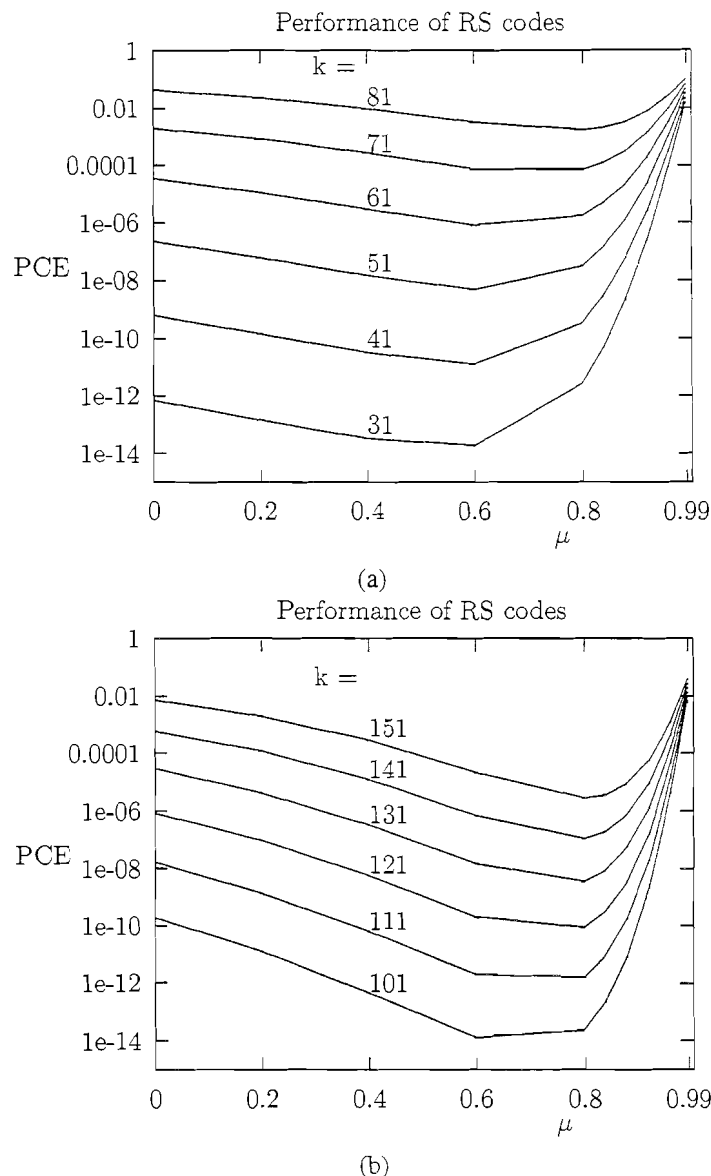 Performance of RS codes
1
k =
81
0.01
71
0.0001
61
1e-06
51
PCE
1e-08
41
1e-10
1e-12
31
1e-14
0 0.2 0.4 0.6 0.8 0.99
μ
(a)
Performance of RS codes
1
k =
0.01
151
0.0001
141
131
1e-06
121
PCE
1e-08
111
1e-10
101
1e-12
1e-14
0 0.2 0.4 0.6 0.8 0.99
μ
(b)